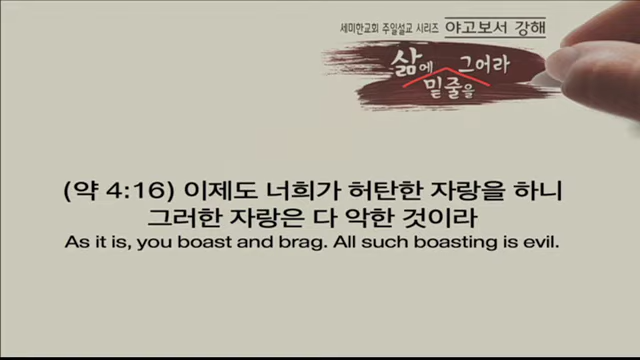 세미한교회 주일설교 시리즈 야고보서 강해
삶에 그어라
밑줄을
(약 4:16) 이제도 너희가 허탄한 자랑을 하니
그러한 자랑은 다 악한 것이라
As it is, you boast and brag. All such boasting is evil.